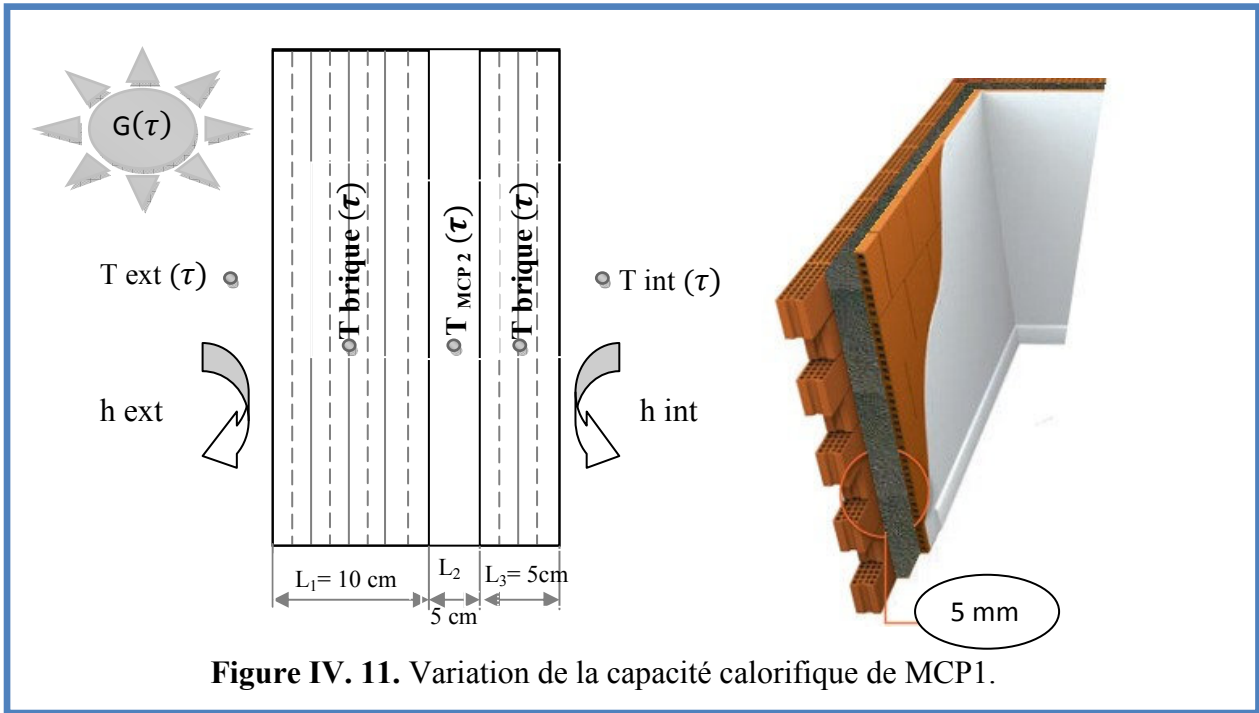 G(τ)
T ext (τ)
h ext
T brique (τ)
T MCP 2 (τ)
T brique (τ)
T int (τ)
h int
L₁= 10 cm
L₂
5 cm
L₃= 5cm
5 mm
Figure IV. 11. Variation de la capacité calorifique de MCP1.